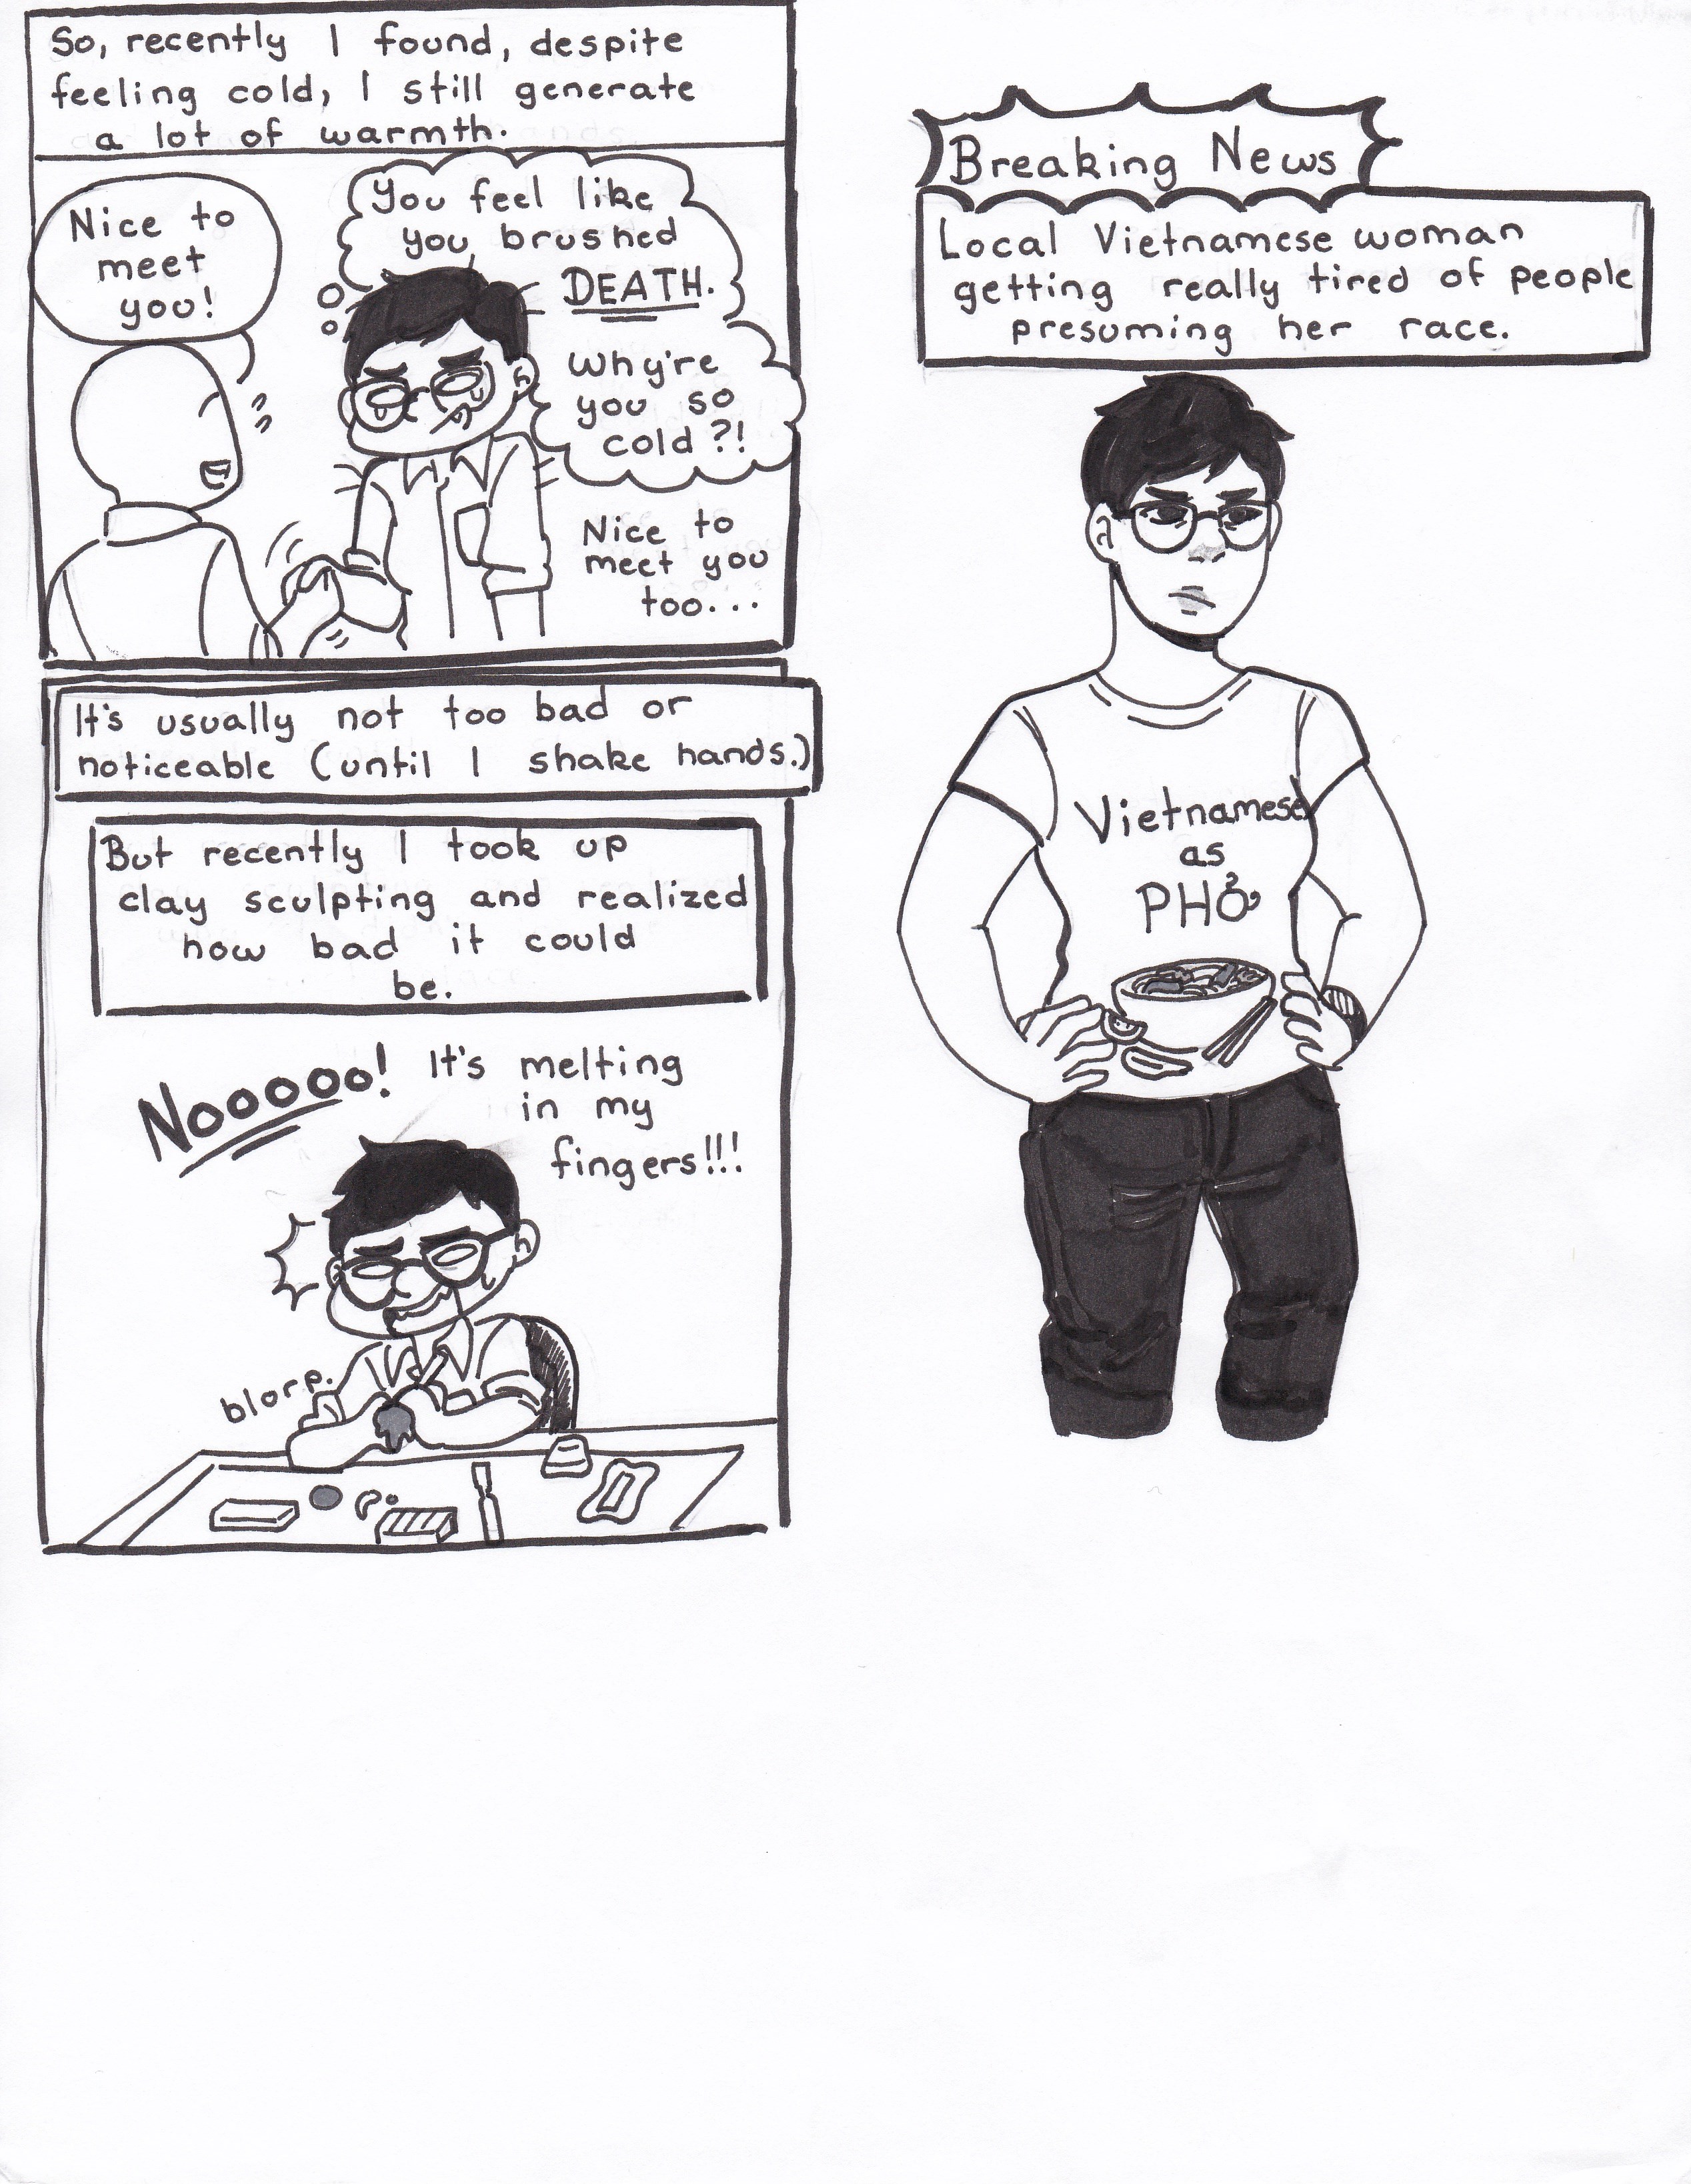 So, recently I found, despite
feeling cold, I still generate
a lot of warmth.
Nice to
meet
you!
You feel like
you brushed
DEATH.
Why're
you so
cold?!
Nice to
meet you
too...
It's usually not too bad or
noticeable (until I shake hands.)
But recently I took up
clay sculpting and realized
how bad it could
be.
Nooooo!
It's melting
in my
fingers!!!
blorp.
Breaking News
Local Vietnamese woman
getting really tired of people
presuming her race.
Vietnamese
as
PHỞ